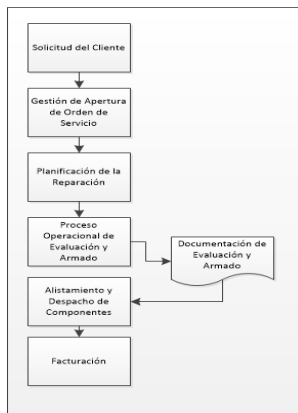 Solicitud del Cliente
Gestión de Apertura
de Orden de
Servicio
Planificación de la
Reparación
Proceso
Operacional de
Evaluación y
Armado
Documentación de
Evaluación y
Armado
Alistamiento y
Despacho de
Componentes
Facturación